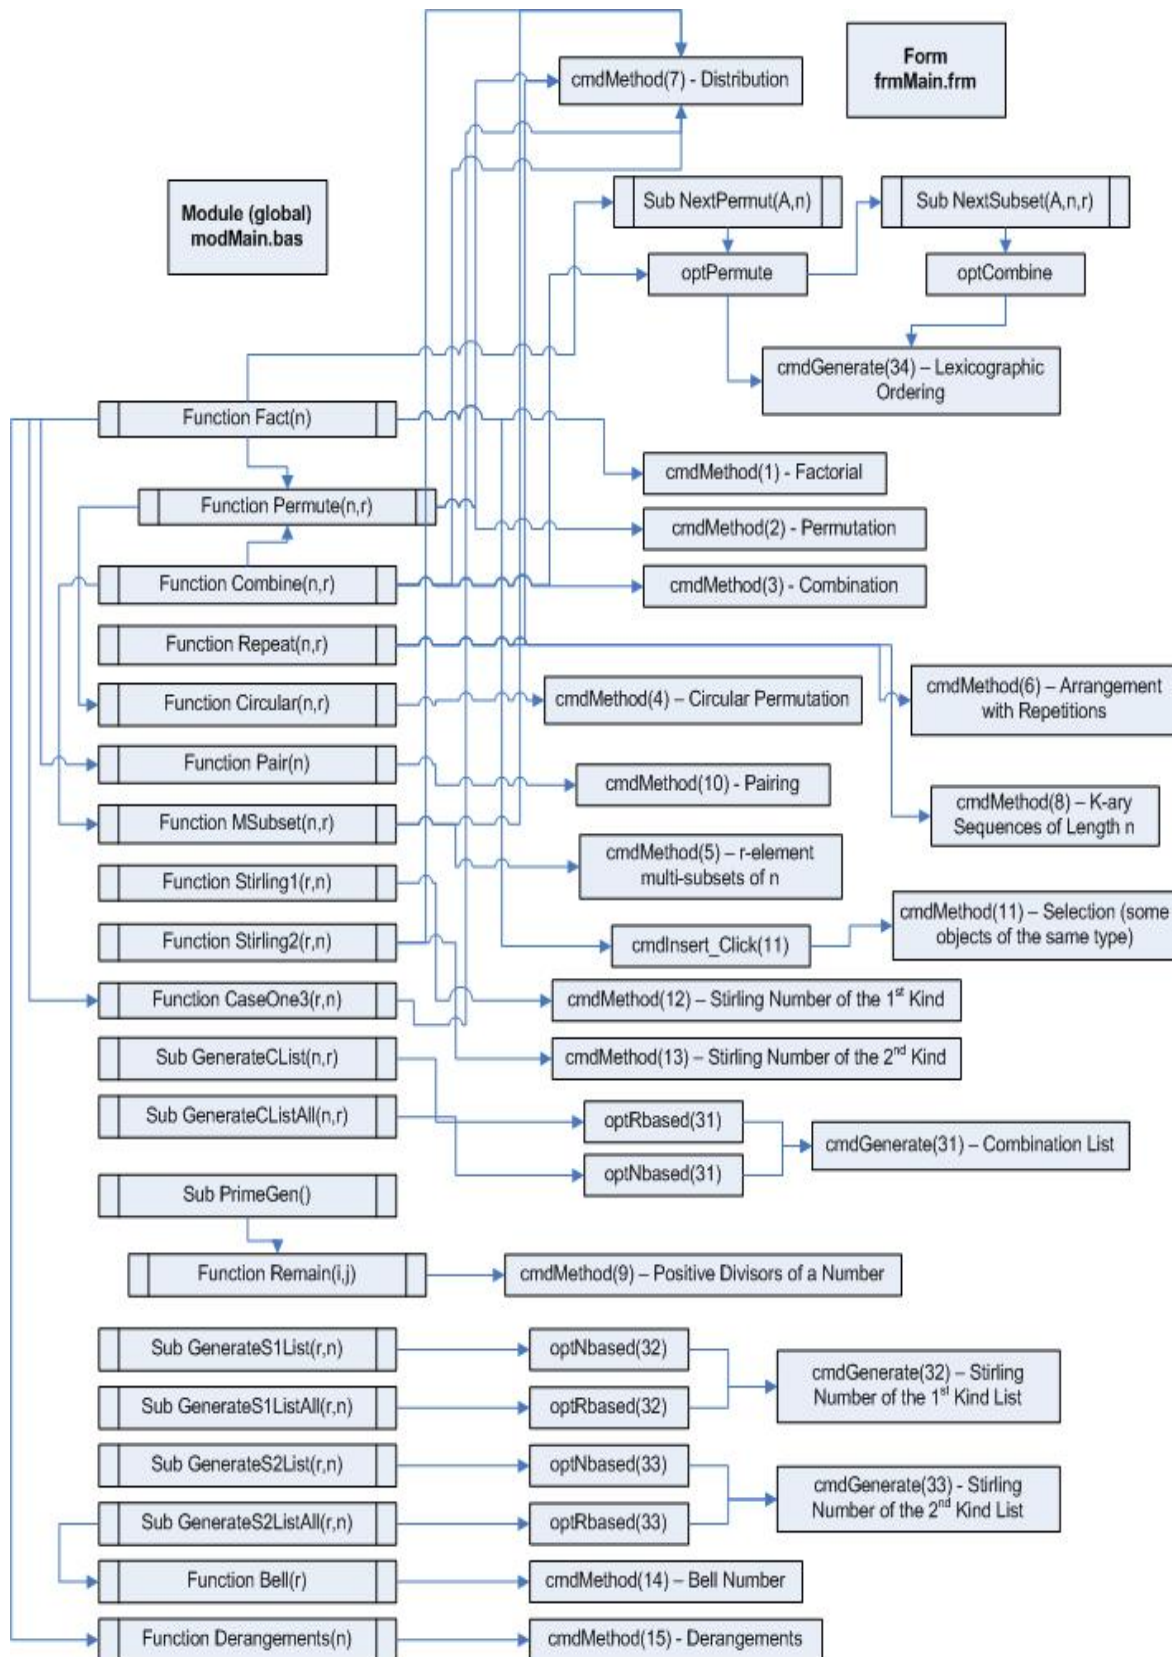 cmdMethod(7) - Distribution
Form
frmMain.frm
Module (global)
modMain.bas
Sub NextPermut(A,n)
Sub NextSubset(A,n,r)
optPermute
optCombine
cmdGenerate(34) – Lexicographic
Ordering
Function Fact(n)
cmdMethod(1) - Factorial
Function Permute(n,r)
cmdMethod(2) - Permutation
Function Combine(n,r)
cmdMethod(3) - Combination
Function Repeat(n,r)
cmdMethod(6) – Arrangement
with Repetitions
Function Circular(n,r)
cmdMethod(4) – Circular Permutation
Function Pair(n)
cmdMethod(10) - Pairing
cmdMethod(8) – K-ary
Sequences of Length n
Function MSubset(n,r)
cmdMethod(5) – r-element
multi-subsets of n
Function Stirling1(r,n)
cmdMethod(11) – Selection (some
objects of the same type)
Function Stirling2(r,n)
cmdInsert_Click(11)
Function CaseOne3(r,n)
cmdMethod(12) – Stirling Number of the 1st Kind
Sub GenerateCList(n,r)
cmdMethod(13) – Stirling Number of the 2nd Kind
Sub GenerateCListAll(n,r)
optRbased(31)
cmdGenerate(31) – Combination List
optNbased(31)
Sub PrimeGen()
Function Remain(i,j)
cmdMethod(9) – Positive Divisors of a Number
Sub GenerateS1List(r,n)
optNbased(32)
cmdGenerate(32) – Stirling
Number of the 1st Kind List
Sub GenerateS1ListAll(r,n)
optRbased(32)
Sub GenerateS2List(r,n)
optNbased(33)
cmdGenerate(33) - Stirling
Number of the 2nd Kind List
Sub GenerateS2ListAll(r,n)
optRbased(33)
Function Bell(r)
cmdMethod(14) – Bell Number
Function Derangements(n)
cmdMethod(15) - Derangements